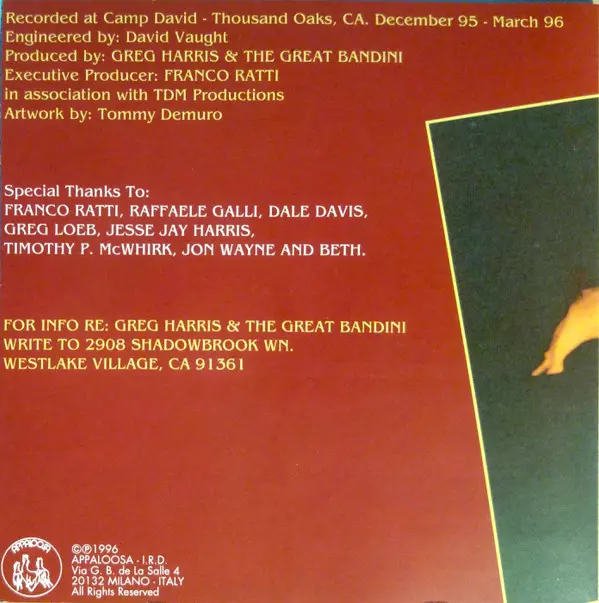 Recorded at Camp David - Thousand Oaks, CA. December 95 - March 96
Engineered by: David Vaught
Produced by: GREG HARRIS & THE GREAT BANDINI
Executive Producer: FRANCO RATTI
in association with TDM Productions
Artwork by: Tommy Demuro
Special Thanks To:
FRANCO RATTI, RAFFAELE GALLI, DALE DAVIS,
GREG LOEB, JESSE JAY HARRIS,
TIMOTHY P. McWHIRK, JON WAYNE AND BETH.
FOR INFO RE: GREG HARRIS & THE GREAT BANDINI
WRITE TO 2908 SHADOWBROOK WN.
WESTLAKE VILLAGE, CA 91361
APPALOOSA
©℗1996
APPALOOSA - I.R.D.
Via G. B. de La Salle 4
20132 MILANO - ITALY
All Rights Reserved